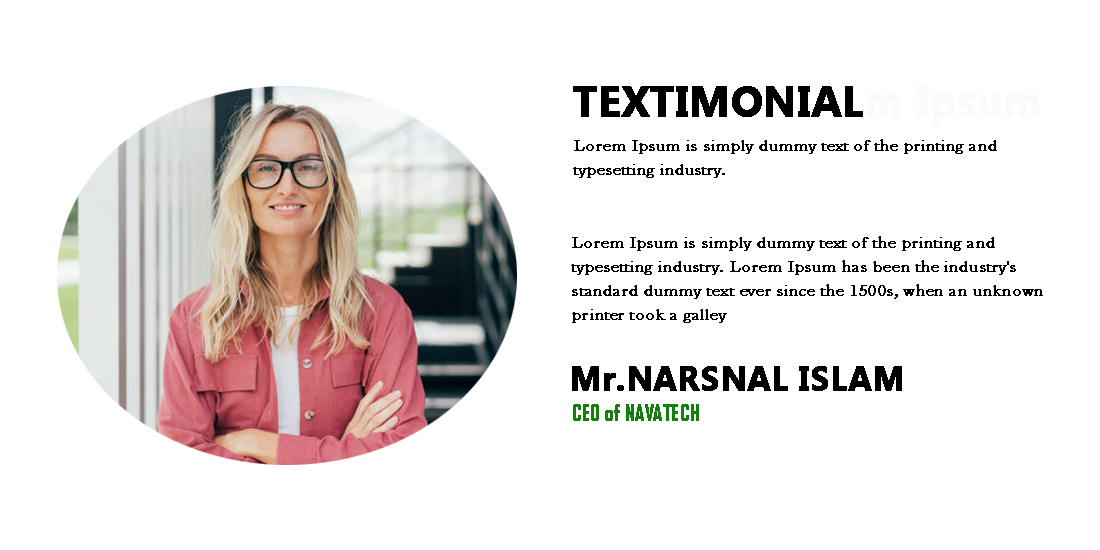 TEXTIMONIALm Ipsum
Lorem Ipsum is simply dummy text of the printing and
typesetting industry.
Lorem Ipsum is simply dummy text of the printing and
typesetting industry. Lorem Ipsum has been the industry's
standard dummy text ever since the 1500s, when an unknown
printer took a galley
Mr.NARSNAL ISLAM
CEO of NAVATECH